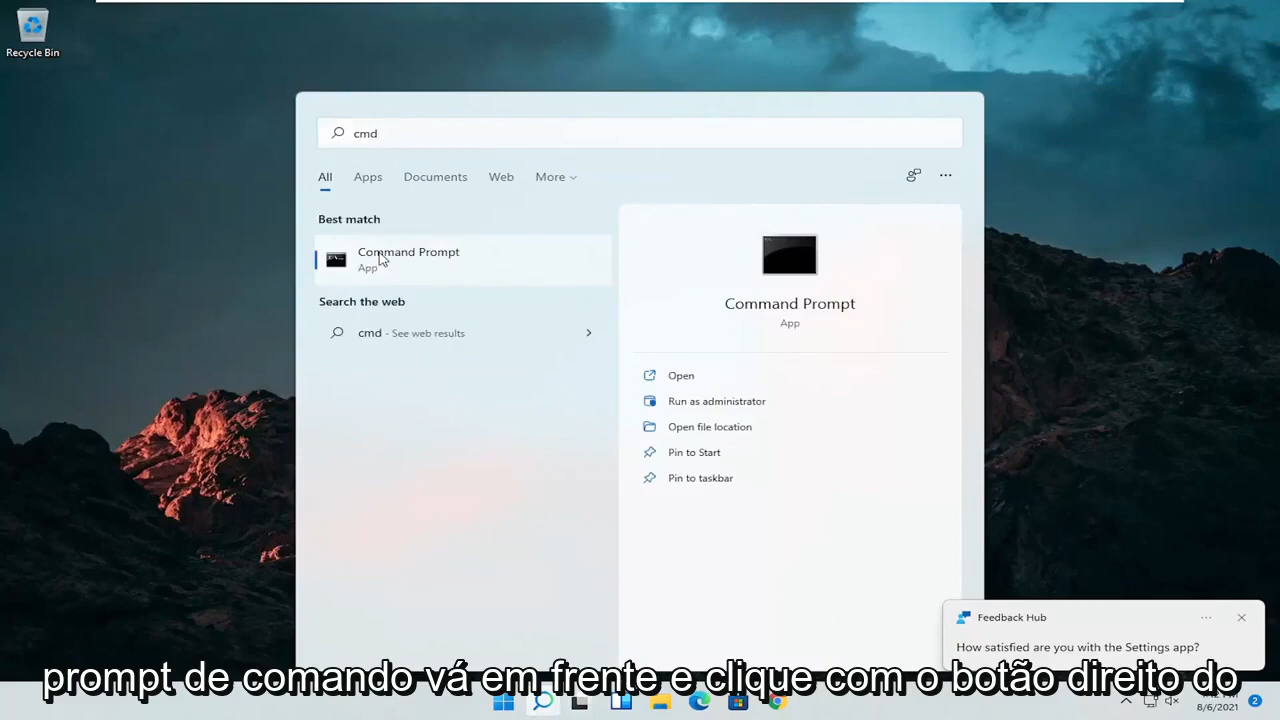 Recycle Bin
cmd
All Apps Documents Web More
Best match
Command Prompt
App
Search the web
cmd - See web results
Command Prompt
App
Open
Run as administrator
Open file location
Pin to Start
Pin to taskbar
Feedback Hub
How satisfied are you with the Settings app?
prompt de comando vá em frente e clique com o botão direito do
8/6/2021
2